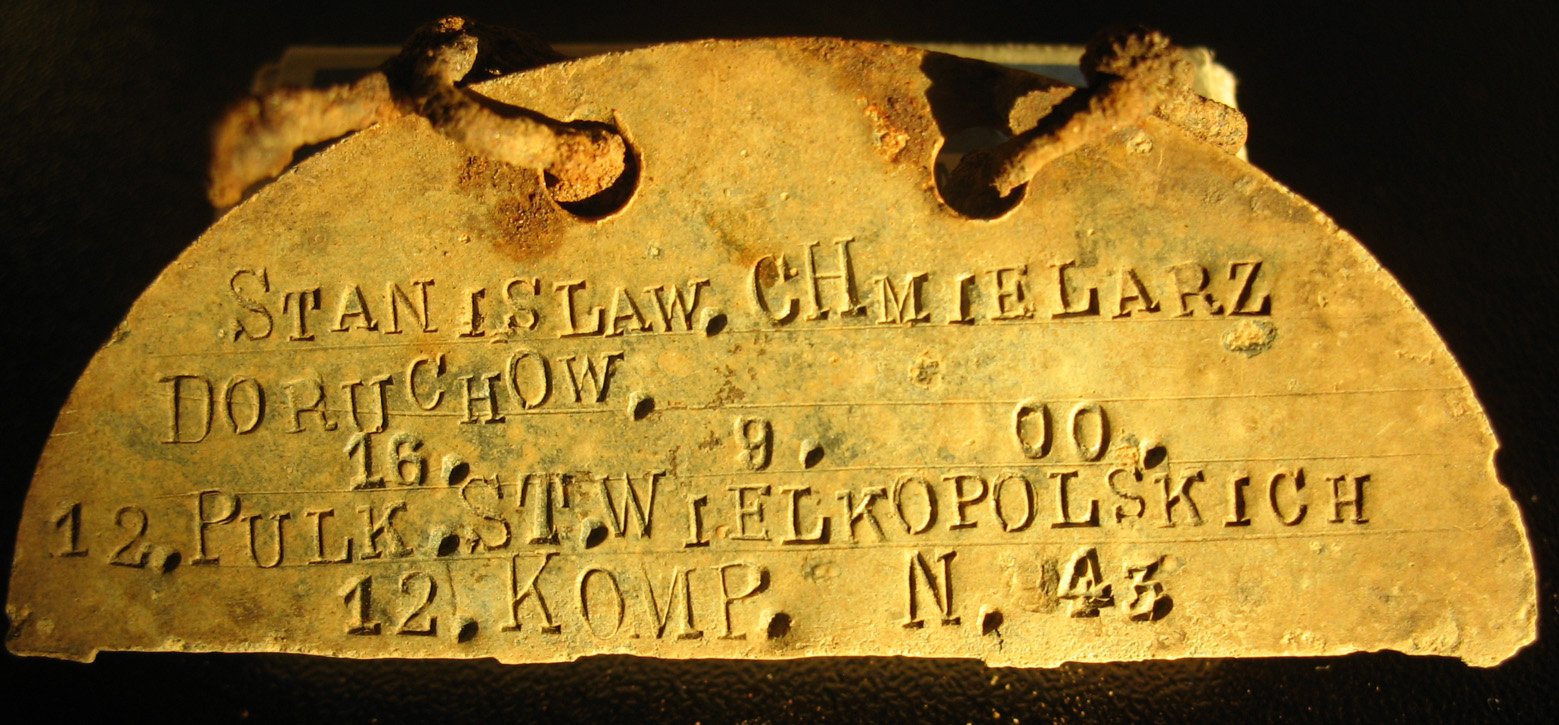 STANISLAW. CHMIELARZ
DORUCHOW.
16. 9. 00.
12. PULK. ST. WIELKOPOLSKICH
12. KOMP. N. 43